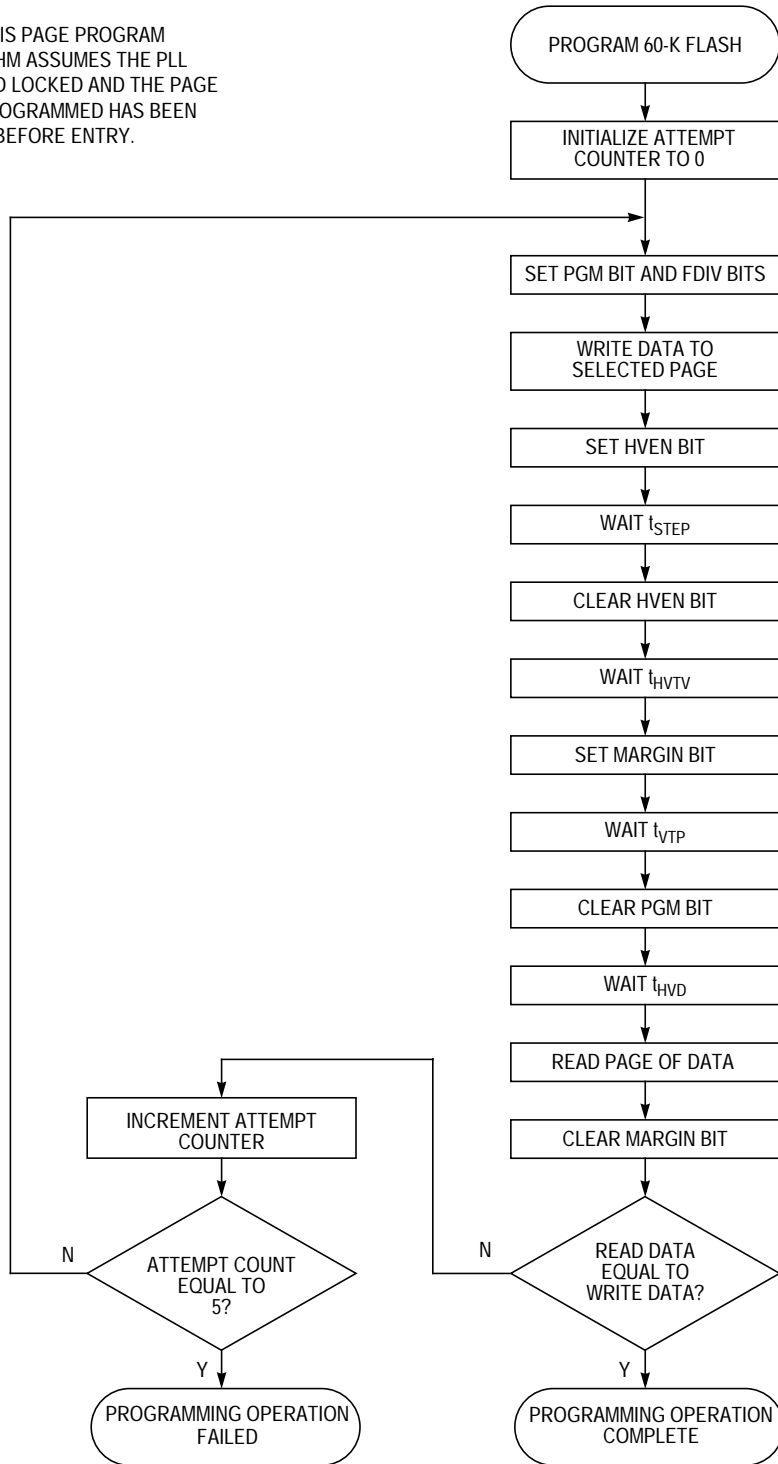 IS PAGE PROGRAM
HM ASSUMES THE PLL
D LOCKED AND THE PAGE
OGRAMMED HAS BEEN
BEFORE ENTRY.
PROGRAM 60-K FLASH
INITIALIZE ATTEMPT
COUNTER TO 0
SET PGM BIT AND FDIV BITS
WRITE DATA TO
SELECTED PAGE
SET HVEN BIT
WAIT tSTEP
CLEAR HVEN BIT
WAIT tHVTV
SET MARGIN BIT
WAIT tVTP
CLEAR PGM BIT
WAIT tHVD
READ PAGE OF DATA
CLEAR MARGIN BIT
READ DATA
EQUAL TO
WRITE DATA?
N
Y
PROGRAMMING OPERATION
COMPLETE
INCREMENT ATTEMPT
COUNTER
ATTEMPT COUNT
EQUAL TO
5?
N
Y
PROGRAMMING OPERATION
FAILED